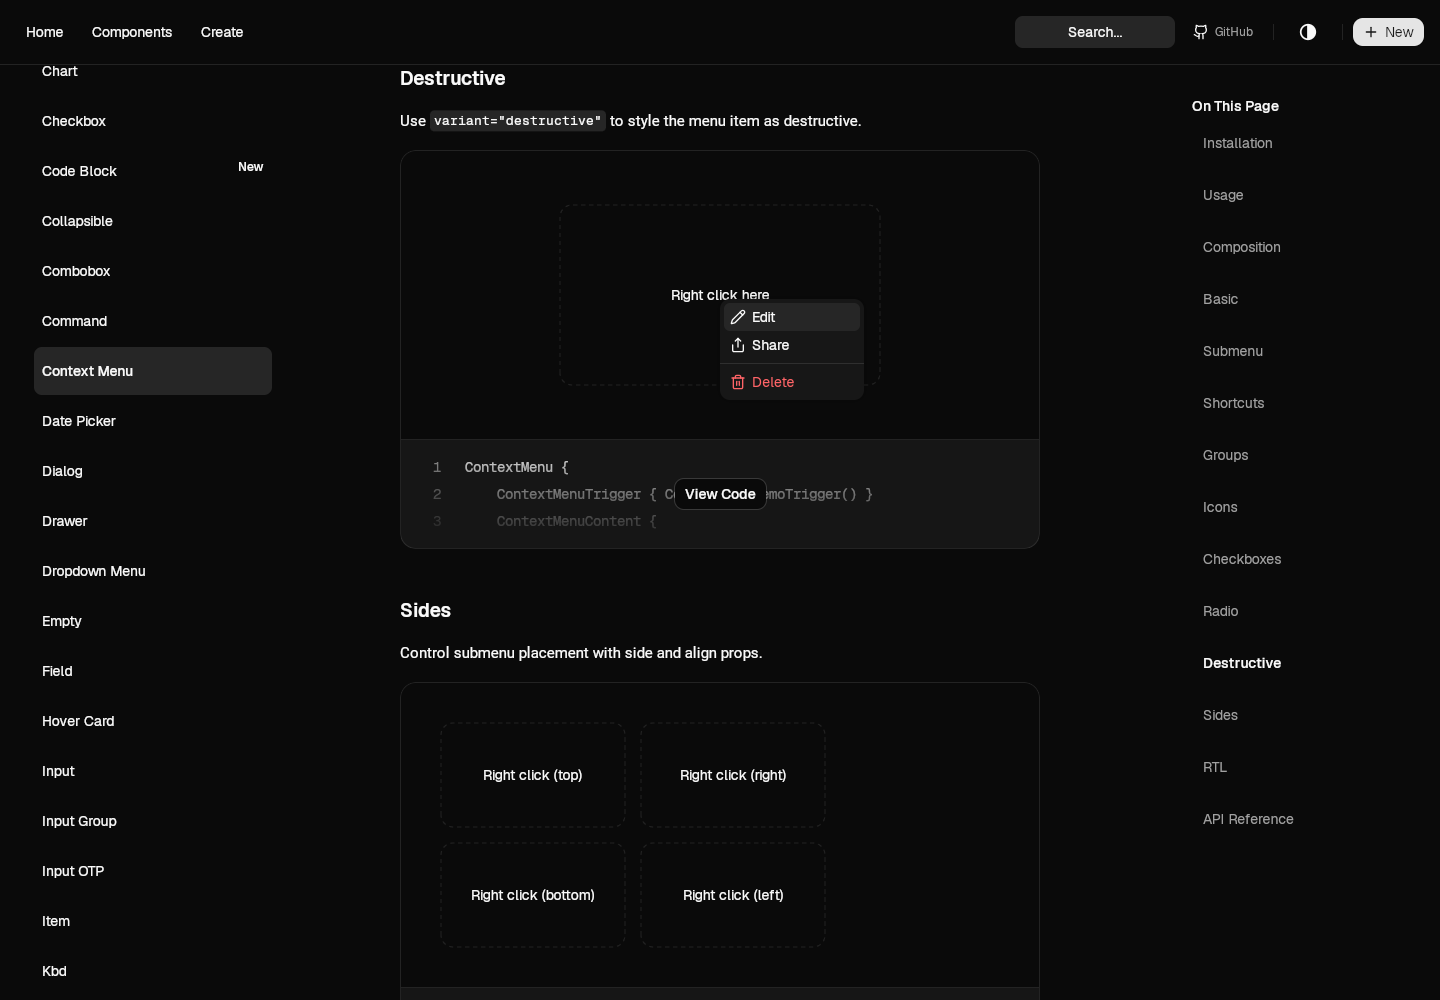 Home
Components
Create
Search...
GitHub
New
Chart
Checkbox
Code Block
New
Collapsible
Combobox
Command
Context Menu
Date Picker
Dialog
Drawer
Dropdown Menu
Empty
Field
Hover Card
Input
Input Group
Input OTP
Item
Kbd
Destructive
Use variant="destructive" to style the menu item as destructive.
Right click here
Edit
Share
Delete
1 ContextMenu {
2 ContextMenuTrigger { C emoTrigger() }
View Code
3 ContextMenuContent {
Sides
Control submenu placement with side and align props.
Right click (top)
Right click (right)
Right click (bottom)
Right click (left)
On This Page
Installation
Usage
Composition
Basic
Submenu
Shortcuts
Groups
Icons
Checkboxes
Radio
Destructive
Sides
RTL
API Reference